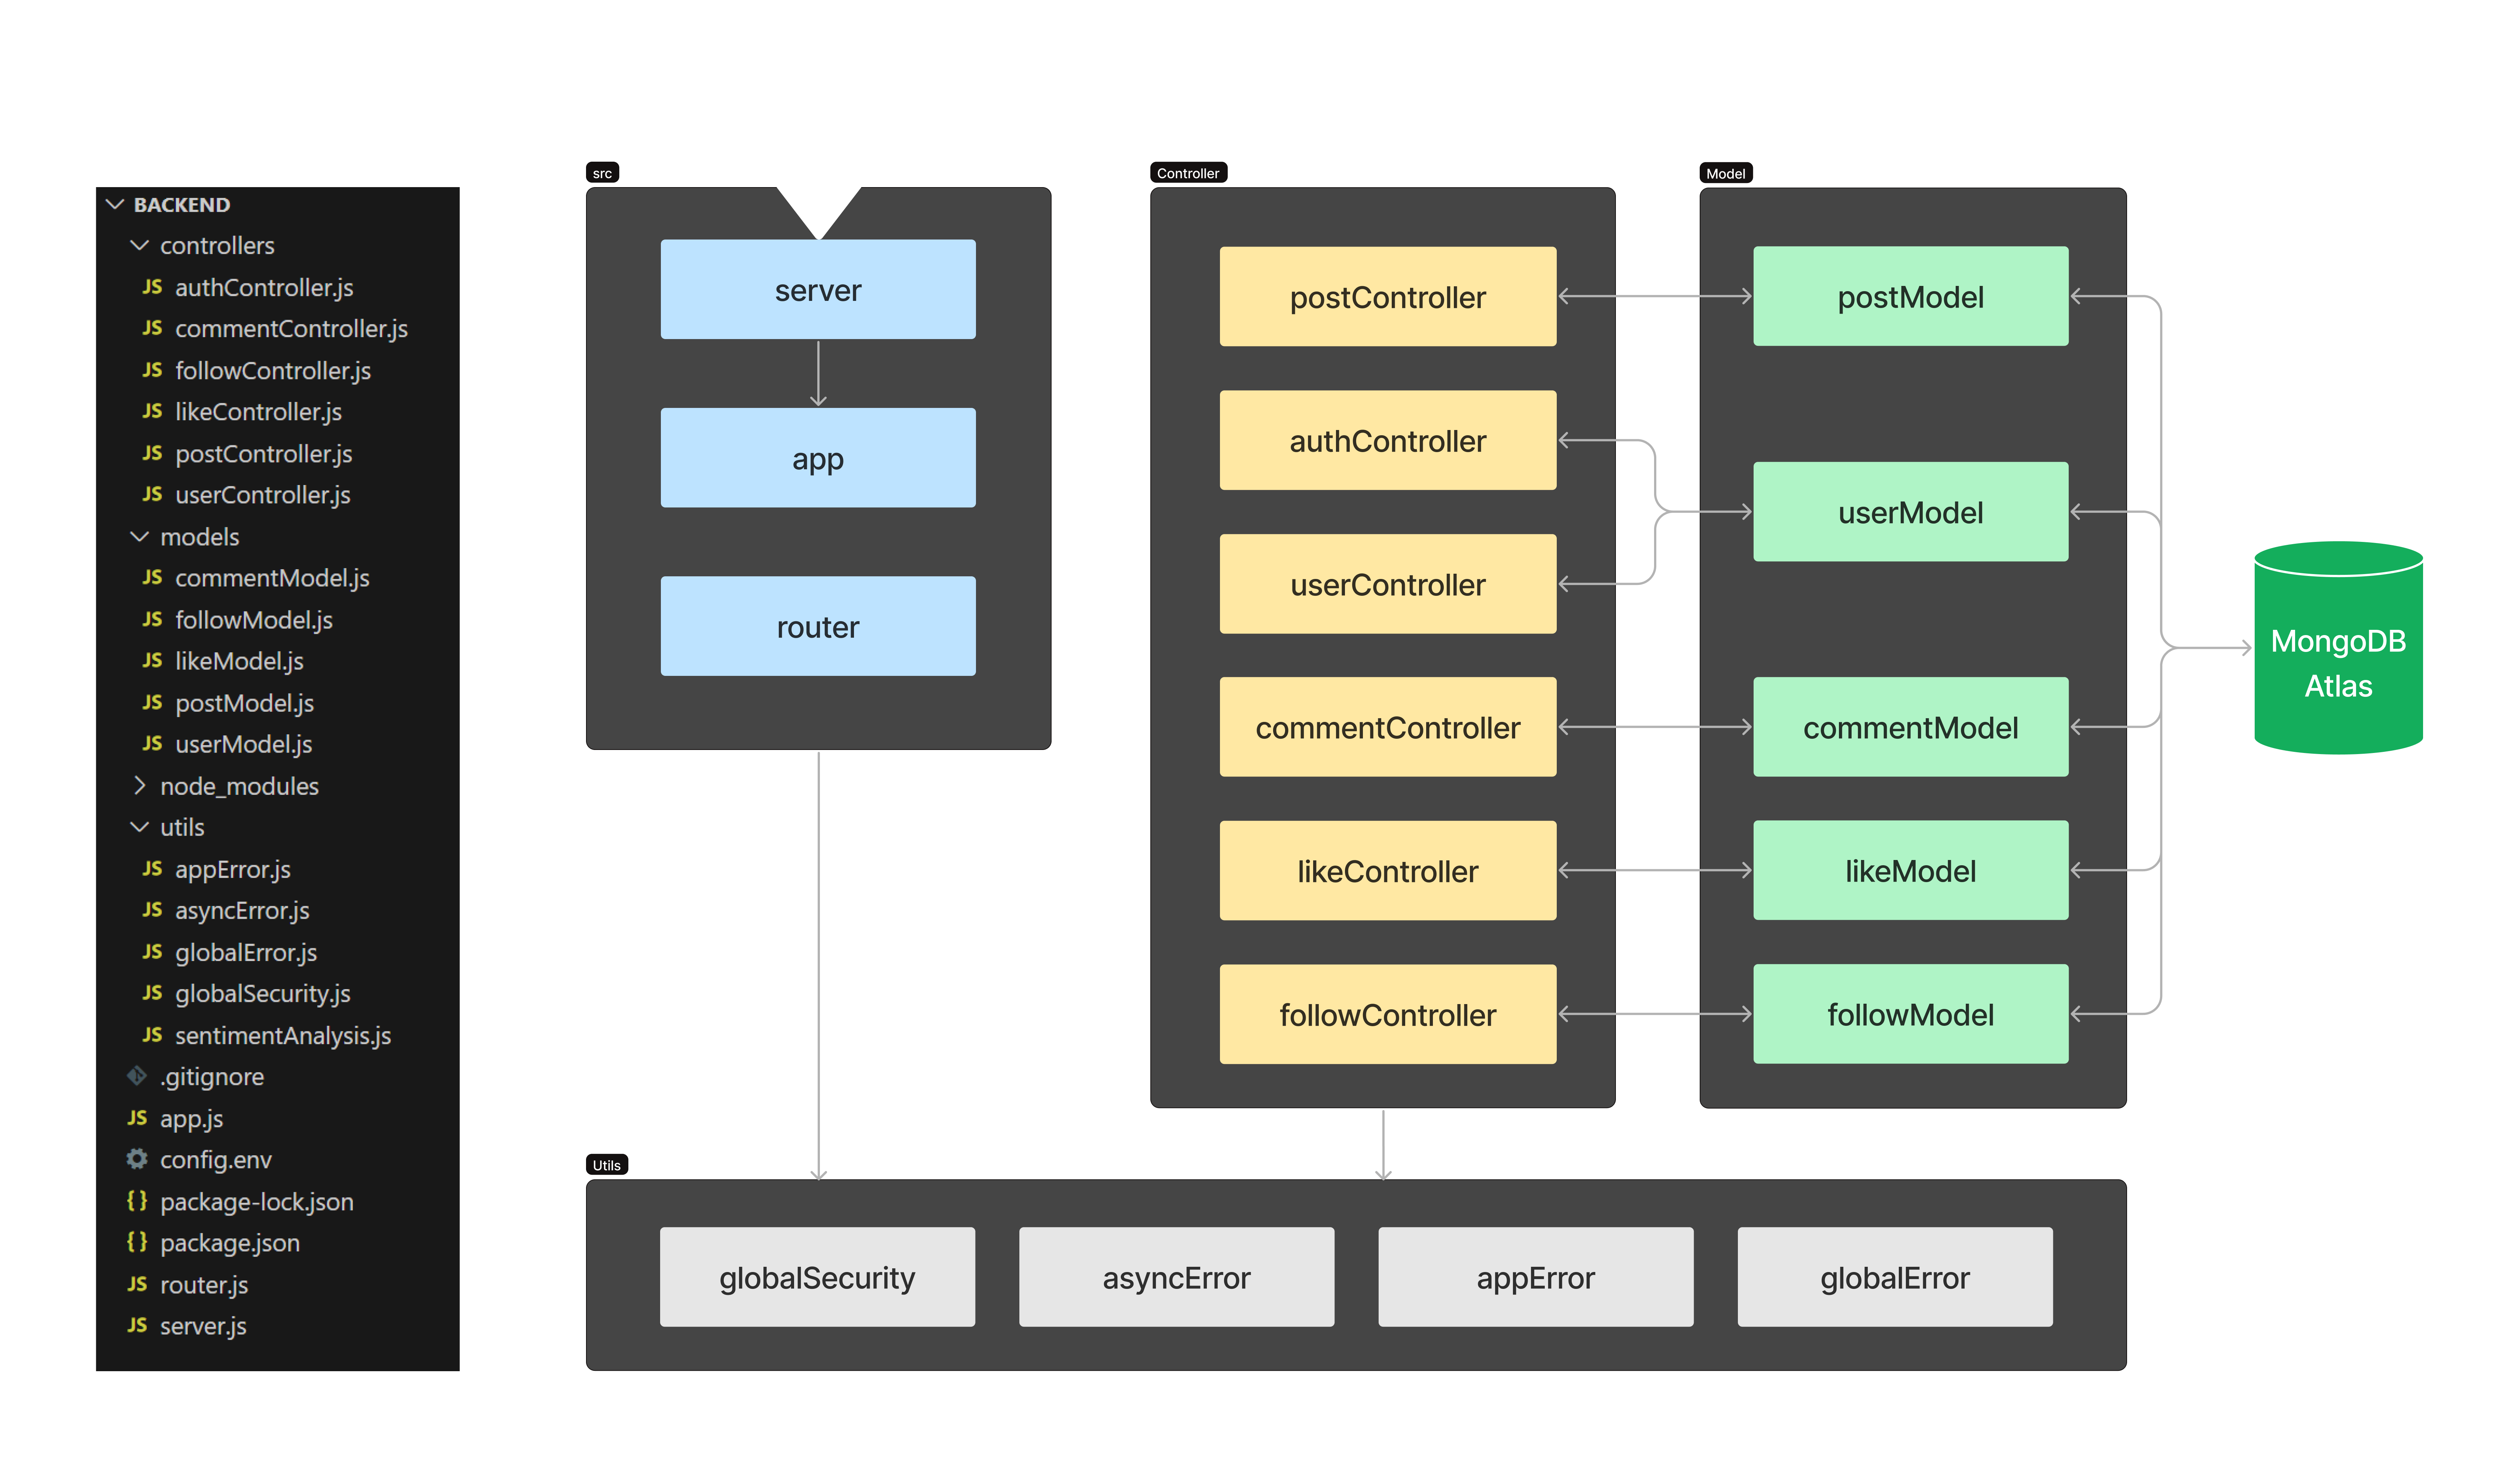 BACKEND
controllers
JS authController.js
JS commentController.js
JS followController.js
JS likeController.js
JS postController.js
JS userController.js
models
JS commentModel.js
JS followModel.js
JS likeModel.js
JS postModel.js
JS userModel.js
node_modules
utils
JS appError.js
JS asyncError.js
JS globalError.js
JS globalSecurity.js
JS sentimentAnalysis.js
.gitignore
JS app.js
config.env
{} package-lock.json
{} package.json
JS router.js
JS server.js
src
server
app
router
Controller
postController
authController
userController
commentController
likeController
followController
Model
postModel
userModel
commentModel
likeModel
followModel
MongoDB
Atlas
Utils
globalSecurity
asyncError
appError
globalError